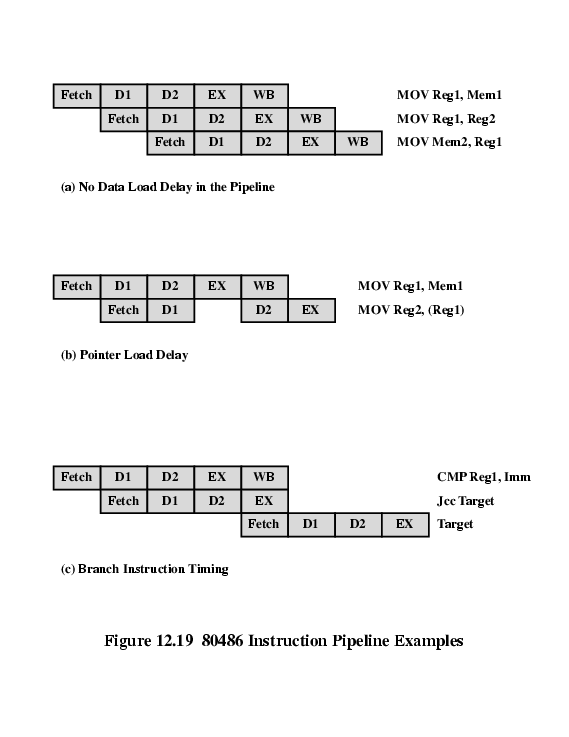 Fetch D1 D2 EX WB MOV Reg1, Mem1
Fetch D1 D2 EX WB MOV Reg1, Reg2
Fetch D1 D2 EX WB MOV Mem2, Reg1
(a) No Data Load Delay in the Pipeline
Fetch D1 D2 EX WB MOV Reg1, Mem1
Fetch D1 D2 EX MOV Reg2, (Reg1)
(b) Pointer Load Delay
Fetch D1 D2 EX WB CMP Reg1, Imm
Fetch D1 D2 EX Jcc Target
Fetch D1 D2 EX Target
(c) Branch Instruction Timing
Figure 12.19 80486 Instruction Pipeline Examples